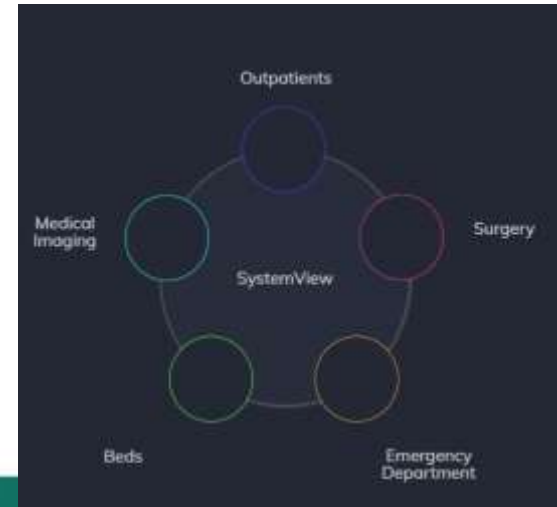 Outpatients
Medical
Imaging
Surgery
SystemView
Beds
Emergency
Department